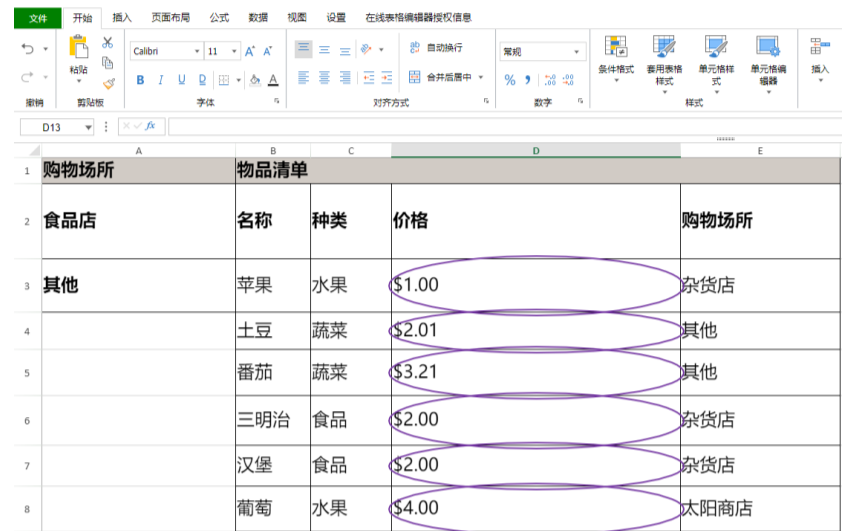 文件 开始 插入 页面布局 公式 数据 视图 设置 在线表格编辑器授权信息
粘贴 Calibri 11 A A 自动换行 常规 条件格式 套用表格样式 单元格样式 单元格编辑器 插入
B I U D A 合并后居中 % .0 .00 .00 .0
撤销 剪贴板 字体 对齐方式 数字 样式
D13 fx
A B C D E
1 购物场所 物品清单
2 食品店 名称 种类 价格 购物场所
3 其他 苹果 水果 $1.00 杂货店
4 土豆 蔬菜 $2.01 其他
5 番茄 蔬菜 $3.21 其他
6 三明治 食品 $2.00 杂货店
7 汉堡 食品 $2.00 杂货店
8 葡萄 水果 $4.00 太阳商店